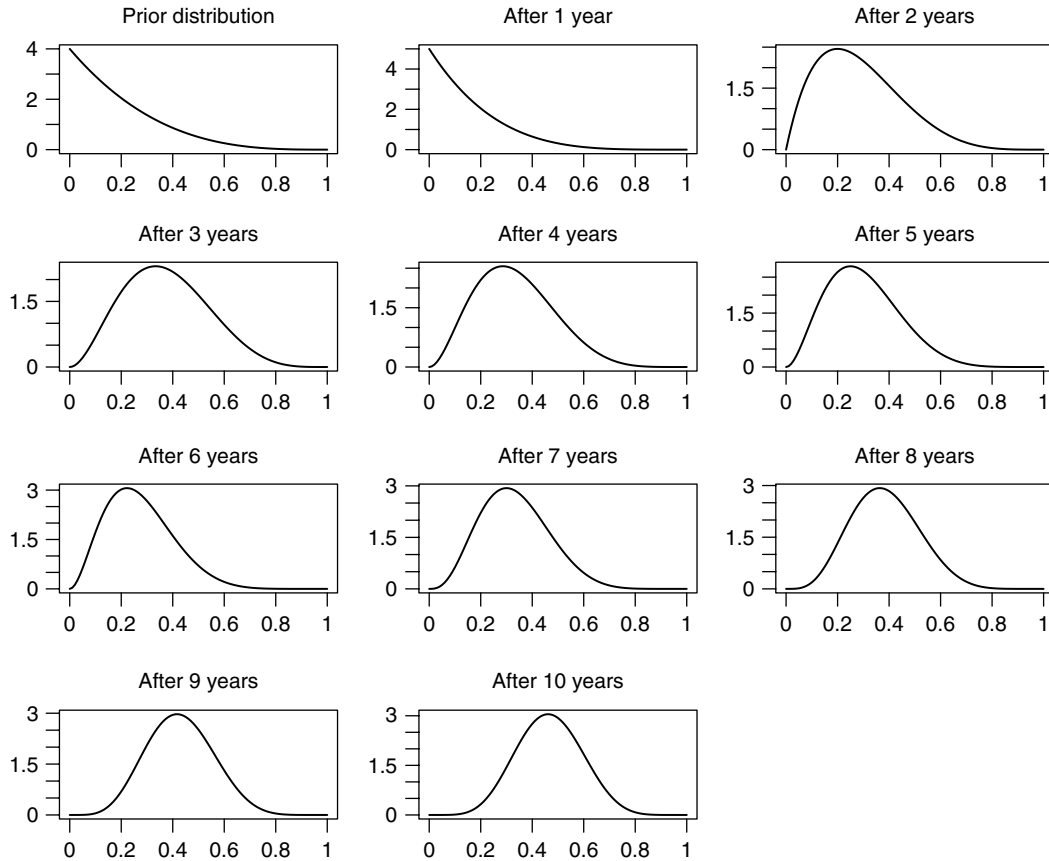 Prior distribution
4
2
0
0 0.2 0.4 0.6 0.8 1
After 1 year
4
2
0
0 0.2 0.4 0.6 0.8 1
After 2 years
1.5
0
0 0.2 0.4 0.6 0.8 1
After 3 years
1.5
0
0 0.2 0.4 0.6 0.8 1
After 4 years
1.5
0
0 0.2 0.4 0.6 0.8 1
After 5 years
1.5
0
0 0.2 0.4 0.6 0.8 1
After 6 years
3
1.5
0
0 0.2 0.4 0.6 0.8 1
After 7 years
3
1.5
0
0 0.2 0.4 0.6 0.8 1
After 8 years
3
1.5
0
0 0.2 0.4 0.6 0.8 1
After 9 years
3
1.5
0
0 0.2 0.4 0.6 0.8 1
After 10 years
3
1.5
0
0 0.2 0.4 0.6 0.8 1